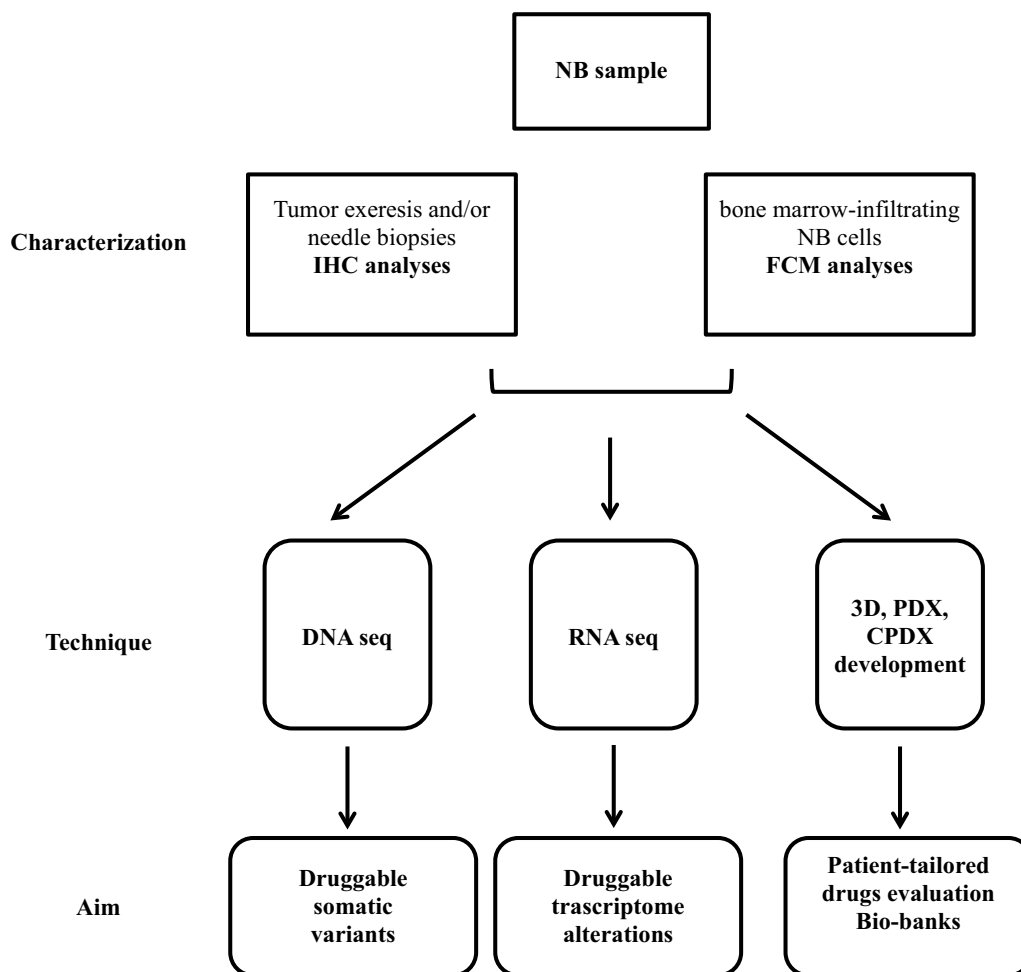 NB sample
Characterization
Tumor exeresis and/or
needle biopsies
IHC analyses
bone marrow-infiltrating
NB cells
FCM analyses
Technique
DNA seq
RNA seq
3D, PDX,
CPDX
development
Aim
Druggable
somatic
variants
Druggable
trascriptome
alterations
Patient-tailored
drugs evaluation
Bio-banks